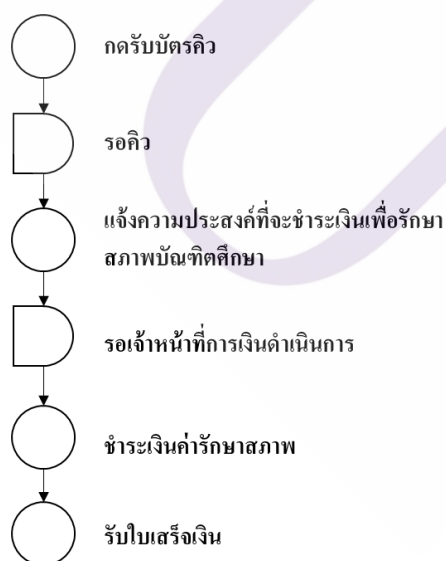 กดรับบัตรคิว
รอคิว
แจ้งความประสงค์ที่จะชำระเงินเพื่อรักษา
สภาพบัณฑิตศึกษา
รอเจ้าหน้าที่การเงินดำเนินการ
ชำระเงินค่ารักษาสภาพ
รับใบเสร็จเงิน